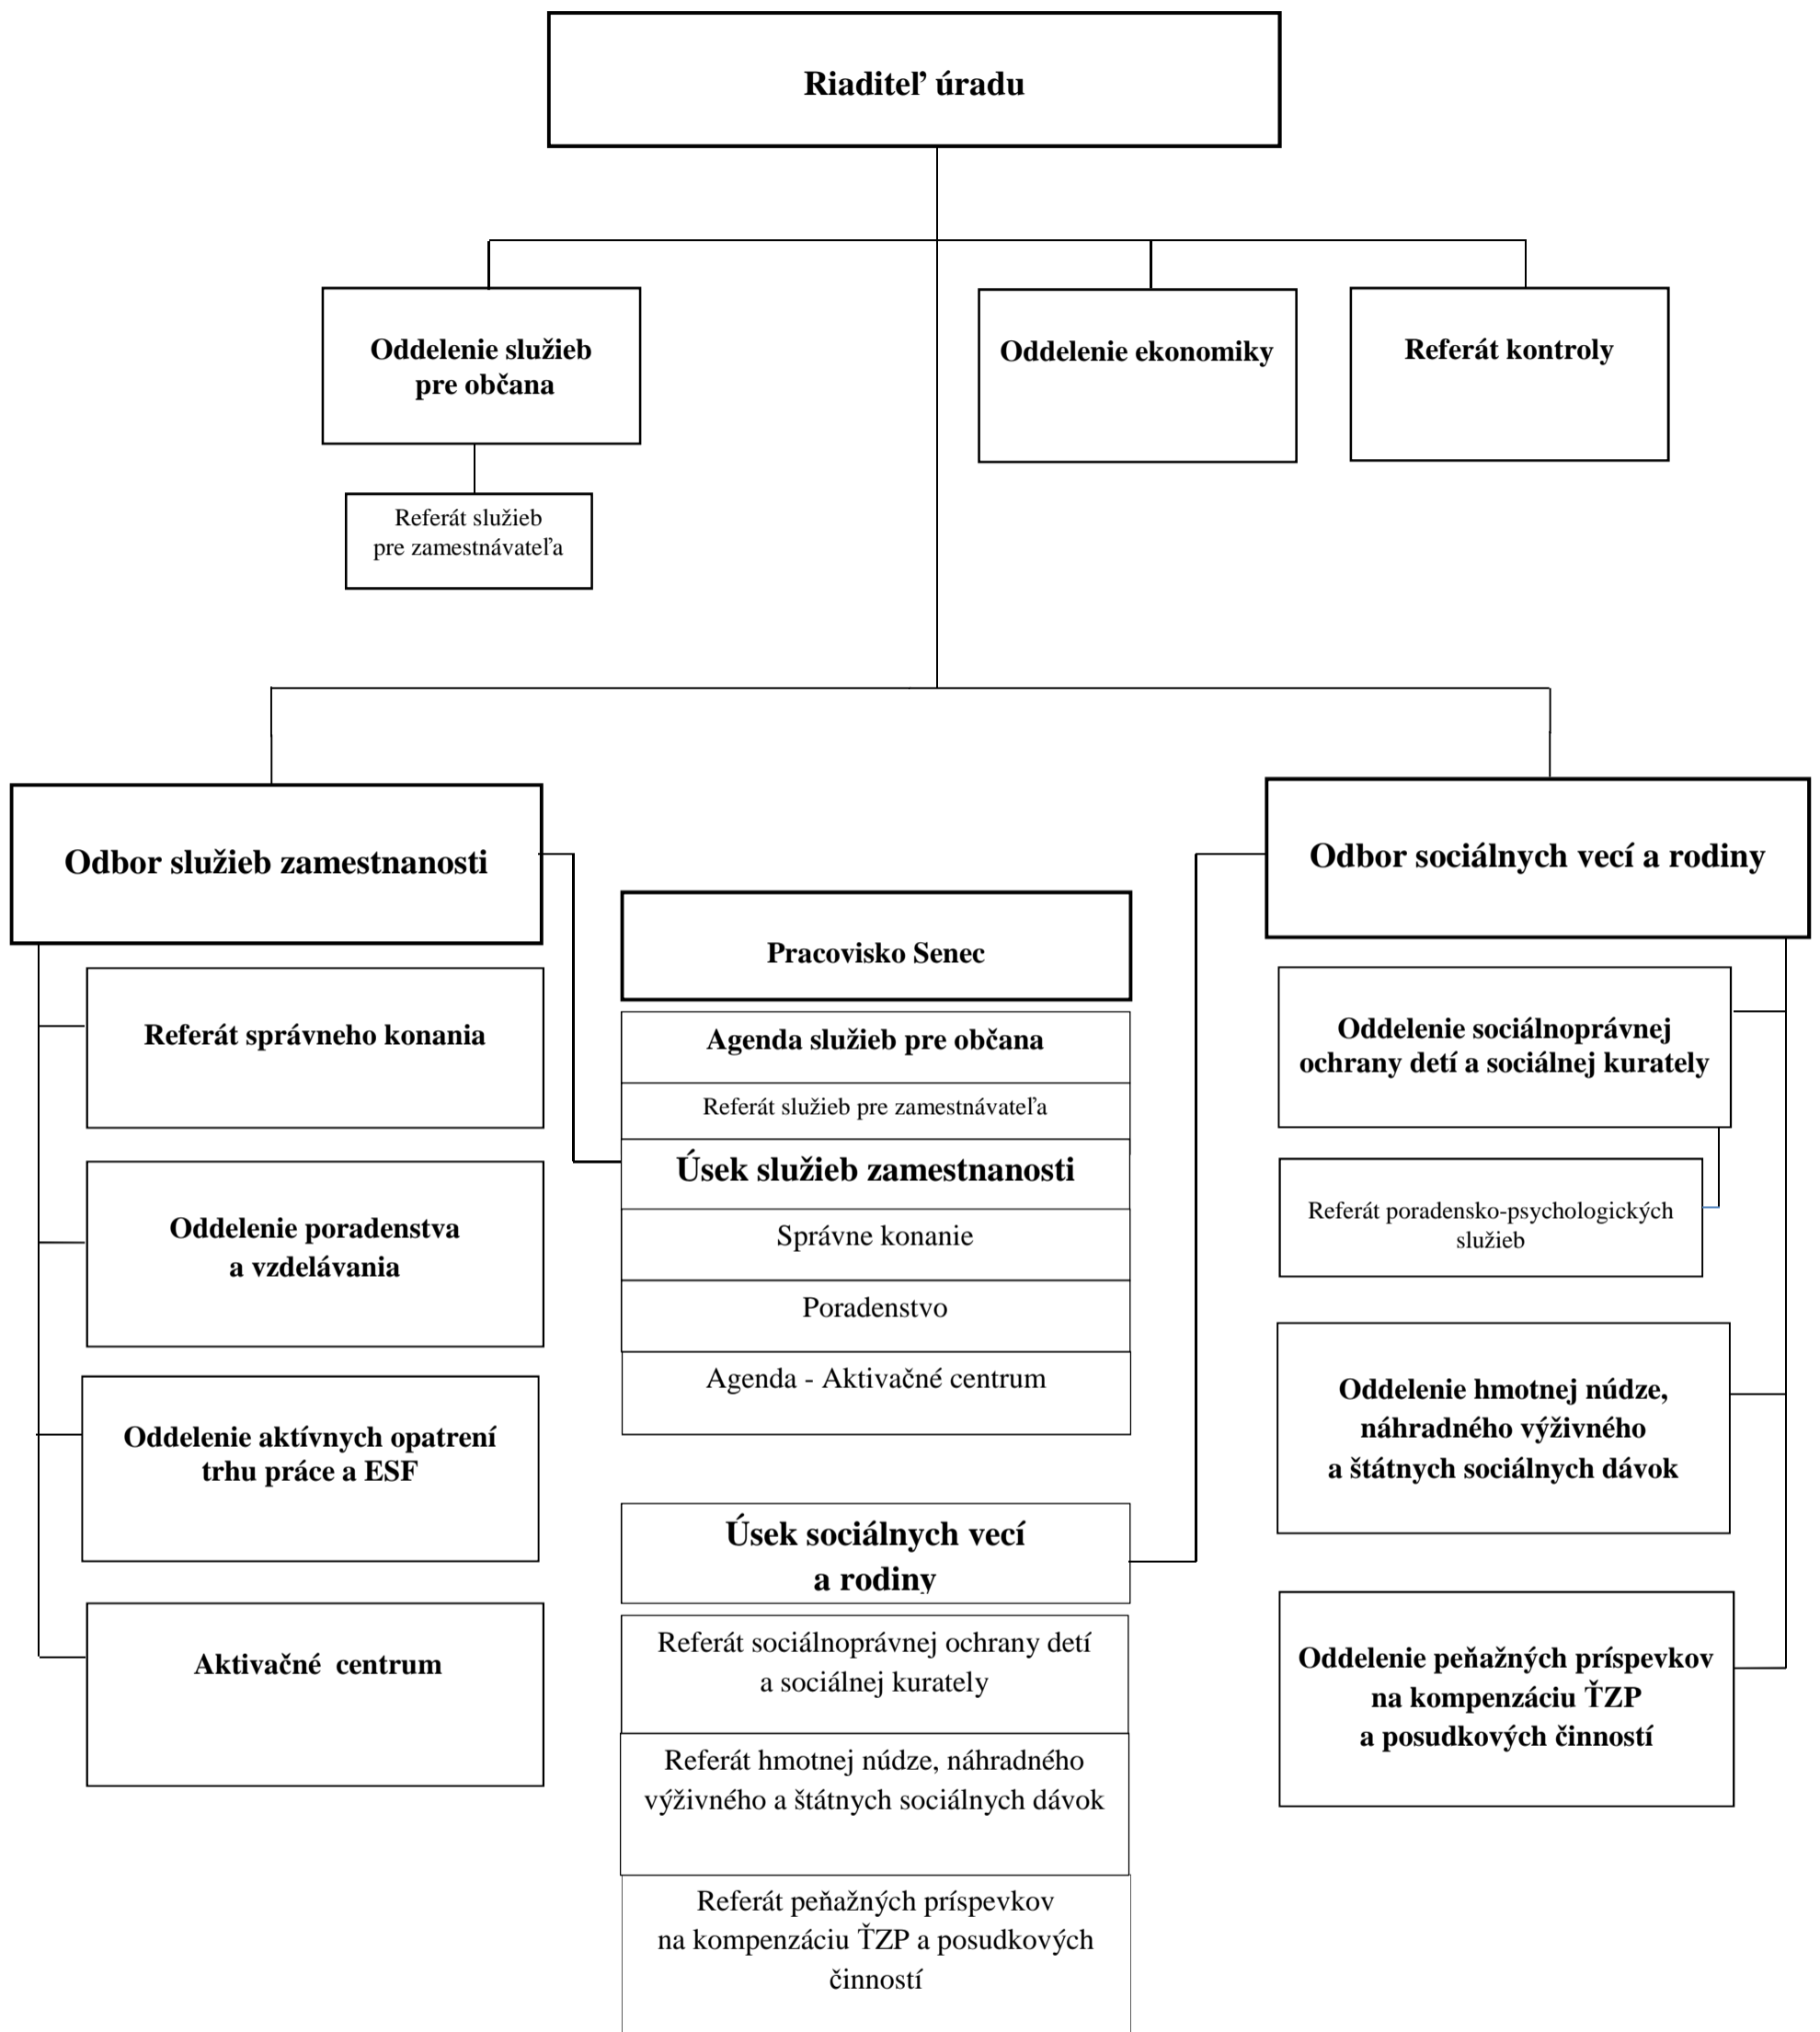 Riaditeľ úradu
Oddelenie služieb
pre občana
Oddelenie ekonomiky
Referát kontroly
Referát služieb
pre zamestnávateľa
Odbor služieb zamestnanosti
Referát správneho konania
Oddelenie poradenstva
a vzdelávania
Oddelenie aktívnych opatrení
trhu práce a ESF
Aktivačné centrum
Pracovisko Senec
Agenda služieb pre občana
Referát služieb pre zamestnávateľa
Úsek služieb zamestnanosti
Správne konanie
Poradenstvo
Agenda - Aktivačné centrum
Úsek sociálnych vecí
a rodiny
Referát sociálnoprávnej ochrany detí
a sociálnej kurately
Referát hmotnej núdze, náhradného
výživného a štátnych sociálnych dávok
Referát peňažných príspevkov
na kompenzáciu ŤZP a posudkových
činností
Odbor sociálnych vecí a rodiny
Oddelenie sociálnoprávnej
ochrany detí a sociálnej kurately
Referát poradensko-psychologických
služieb
Oddelenie hmotnej núdze,
náhradného výživného
a štátnych sociálnych dávok
Oddelenie peňažných príspevkov
na kompenzáciu ŤZP
a posudkových činností